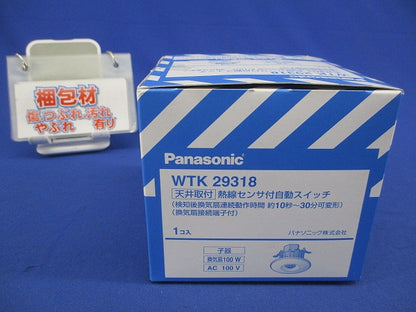 梱包材
傷 つぶれ 汚れ
やぶれ 有り
Panasonic
WTK 29318
天井取付 熱線センサ付自動スイッチ
(検知後換気扇連続動作時間 約10秒~30分可変形)
(換気扇接続端子付)
1コ入
パナソニック株式会社
子器
換気扇100 W
AC 100 V